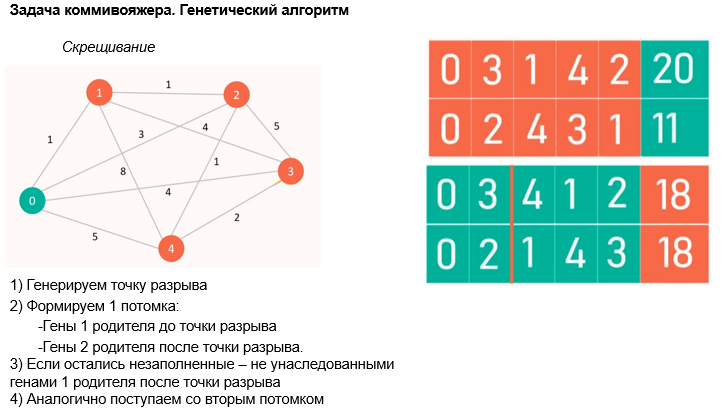 Задача коммивояжера. Генетический алгоритм
Скрещивание
1
2
3
0
4
1
1
5
3
4
8
1
4
2
5
0 3 1 4 2 20
0 2 4 3 1 11
0 3 4 1 2 18
0 2 1 4 3 18
1) Генерируем точку разрыва
2) Формируем 1 потомка:
-Гены 1 родителя до точки разрыва
-Гены 2 родителя после точки разрыва.
3) Если остались незаполненные – не унаследованными
генами 1 родителя после точки разрыва
4) Аналогично поступаем со вторым потомком